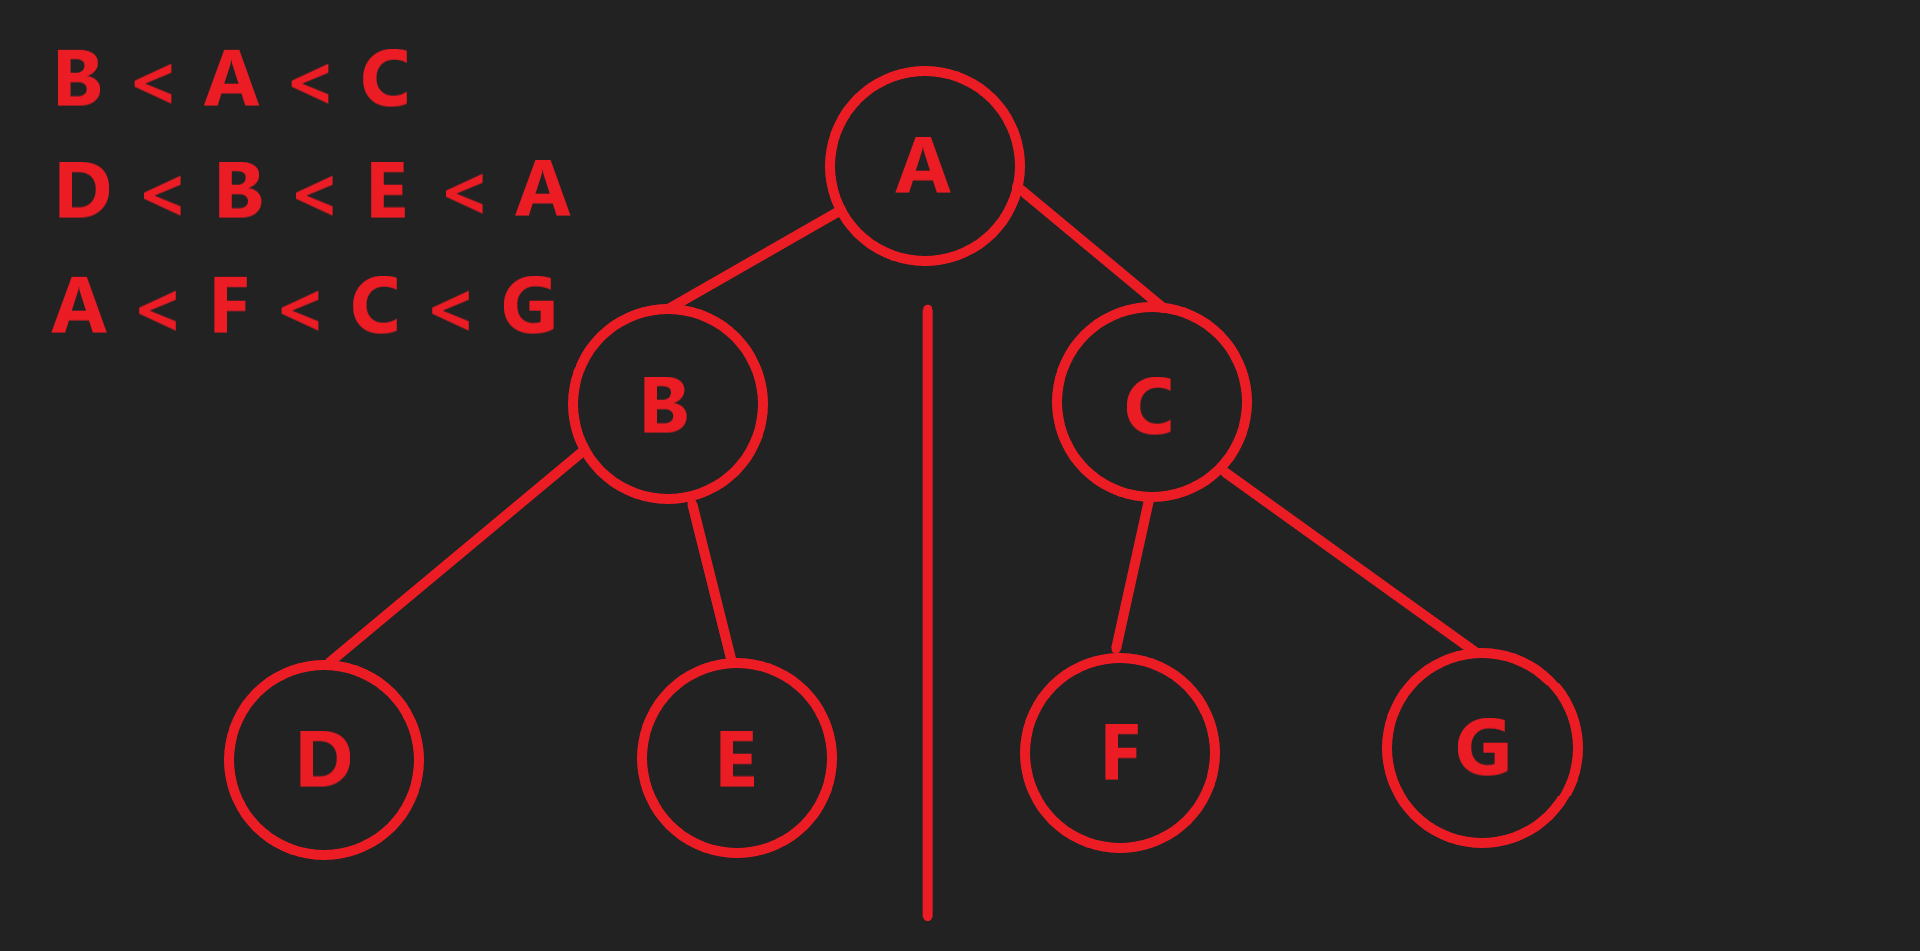 B < A < C
D < B < E < A
A < F < C < G
A
B
C
D
E
F
G